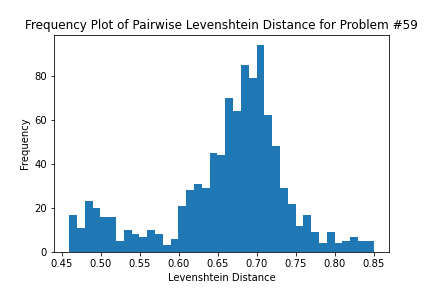 Frequency Plot of Pairwise Levenshtein Distance for Problem #59
80
60
40
20
0
Frequency
0.45 0.50 0.55 0.60 0.65 0.70 0.75 0.80 0.85
Levenshtein Distance